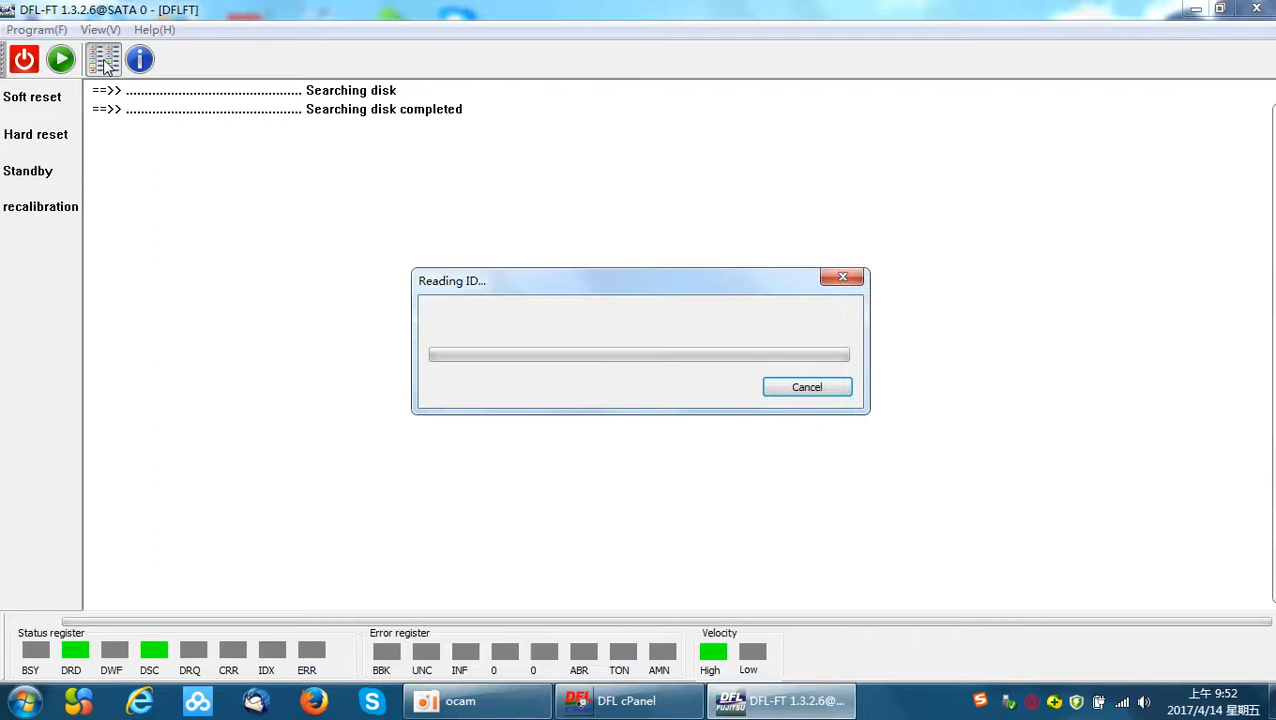 DFL-FT 1.3.2.6@SATA 0 - [DFLFT]
Program(F) View(V) Help(H)
Soft reset
Hard reset
Standby
recalibration
==>> ............................................... Searching disk
==>> ............................................... Searching disk completed
Reading ID...
Cancel
Status register
BSY DRD DWF DSC DRQ CRR IDX ERR
Error register
BBK UNC INF 0 0 ABR TON AMN
Velocity
High Low
ocam
DFL cPanel
DFL-FT 1.3.2.6@...
上午 9:52
2017/4/14 星期五